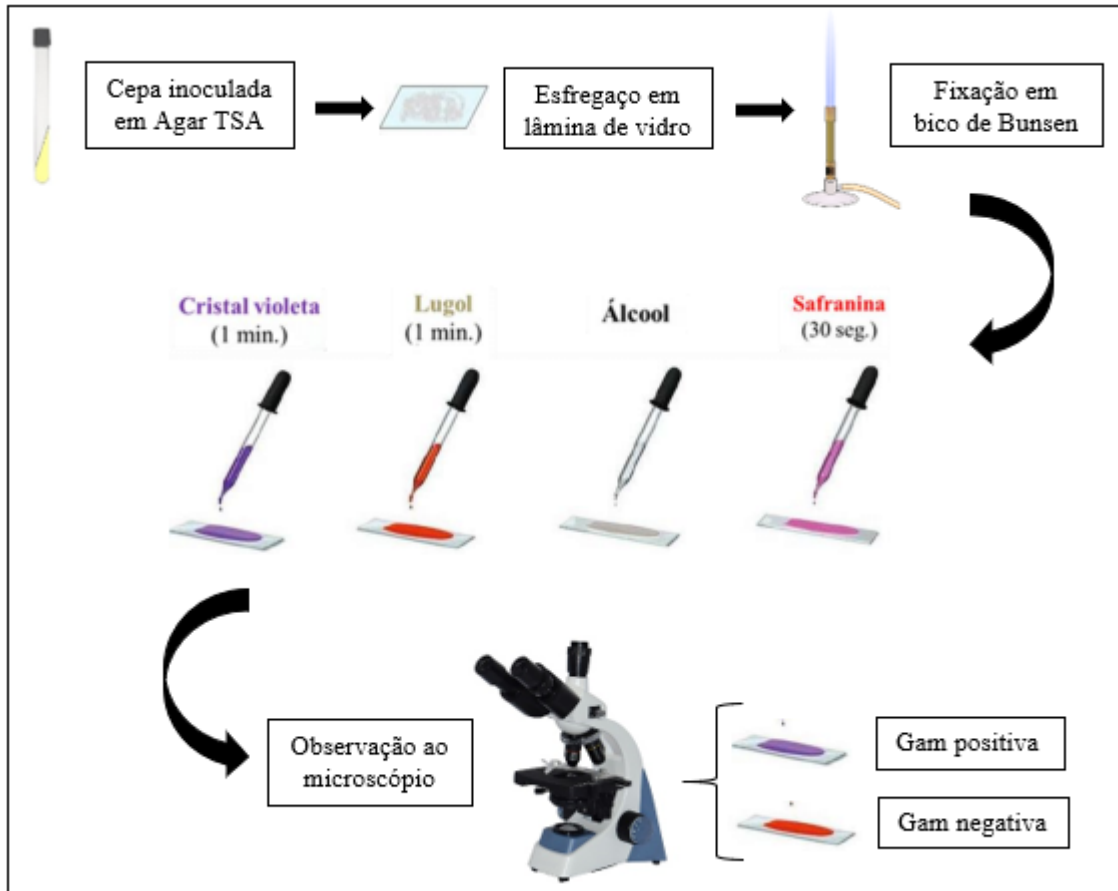 Cepa inoculada
em Agar TSA
Esfregaço em
lâmina de vidro
Fixação em
bico de Bunsen
Cristal violeta
(1 min.)
Lugol
(1 min.)
Álcool
Safranina
(30 seg.)
Observação ao
microscópio
Gam positiva
Gam negativa